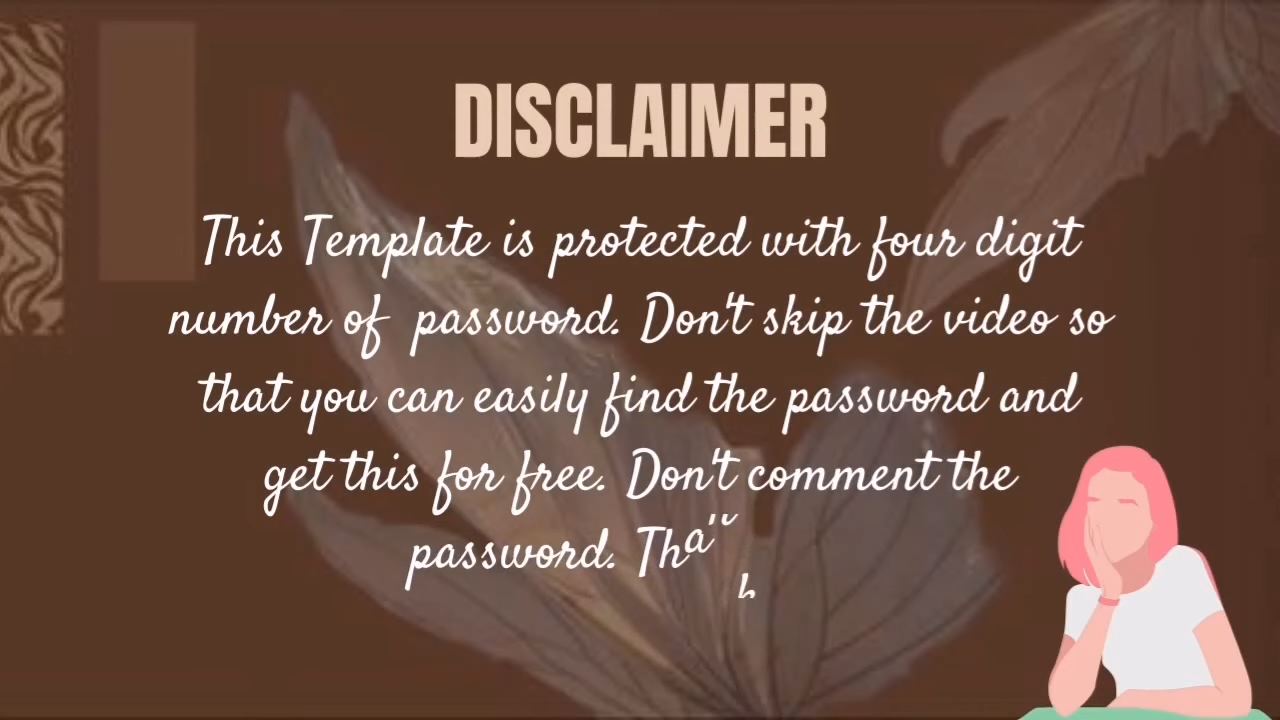 DISCLAIMER
This Template is protected with four digit
number of password. Don't skip the video so
that you can easily find the password and
get this for free. Don't comment the
password.